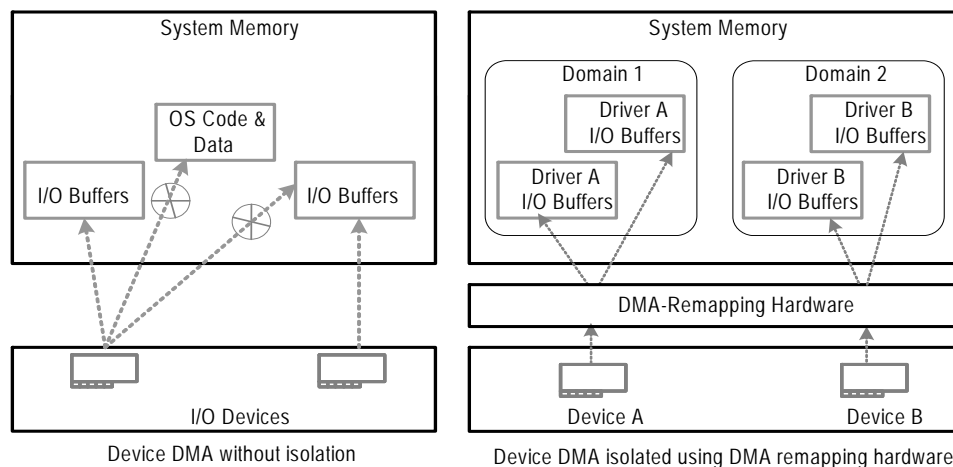 System Memory
OS Code &
Data
I/O Buffers
I/O Buffers
I/O Devices
Device DMA without isolation
System Memory
Domain 1
Driver A
I/O Buffers
Driver A
I/O Buffers
Domain 2
Driver B
I/O Buffers
Driver B
I/O Buffers
DMA-Remapping Hardware
Device A
Device B
Device DMA isolated using DMA remapping hardware